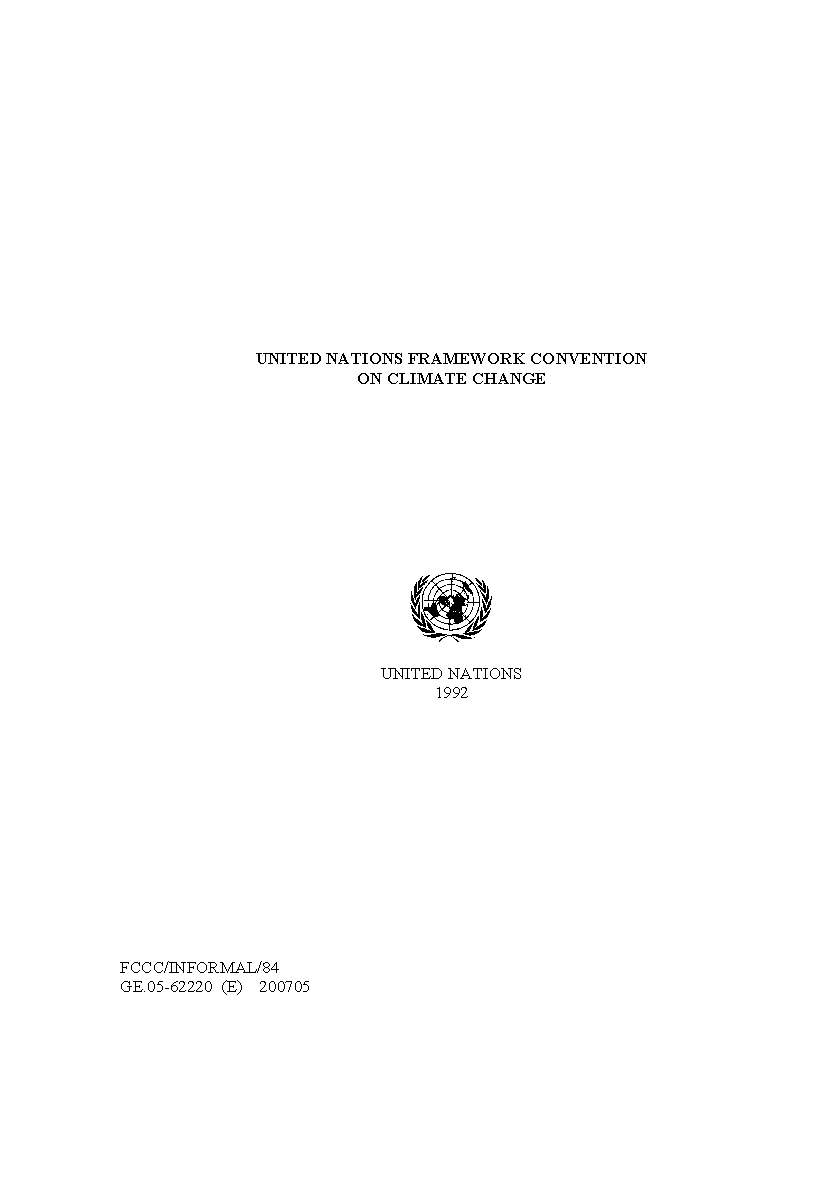 UNITED NATIONS FRAMEWORK CONVENTION
ON CLIMATE CHANGE
UNITED NATIONS
1992
FCCC/INFORMAL/84
GE.05-62220 (E) 200705